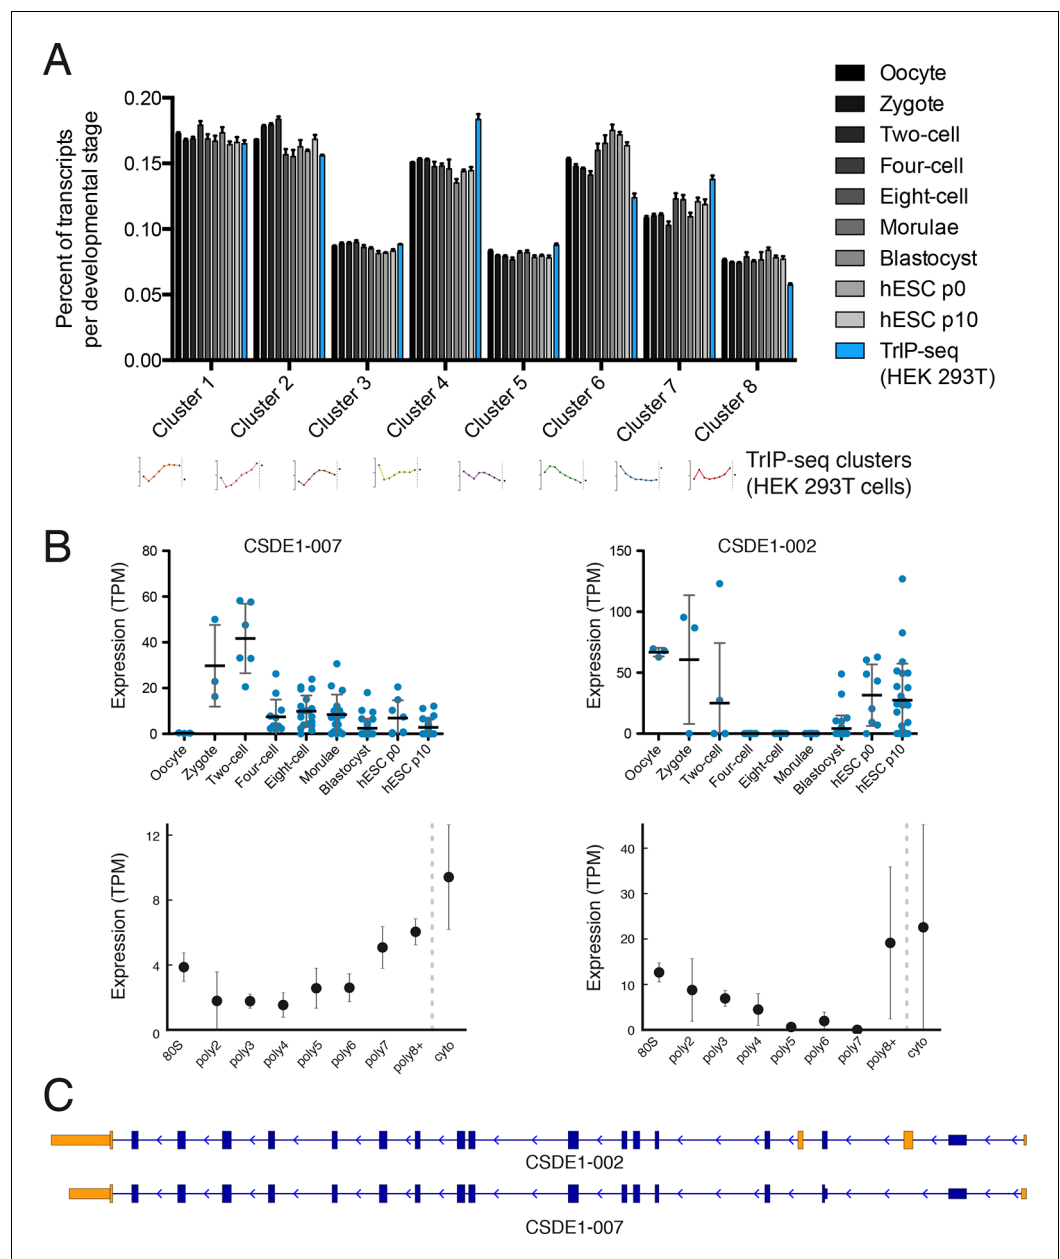 A
Percent of transcripts
per developmental stage
0.20
0.15
0.10
0.05
0.00
Cluster 1
Cluster 2
Cluster 3
Cluster 4
Cluster 5
Cluster 6
Cluster 7
Cluster 8
Oocyte
Zygote
Two-cell
Four-cell
Eight-cell
Morulae
Blastocyst
hESC p0
hESC p10
TrIP-seq
(HEK 293T)
TrIP-seq clusters
(HEK 293T cells)
B
CSDE1-007
Expression (TPM)
80
60
40
20
0
Oocyte
Zygote
Two-cell
Four-cell
Eight-cell
Morulae
Blastocyst
hESC p0
hESC p10
CSDE1-002
Expression (TPM)
150
100
50
0
Oocyte
Zygote
Two-cell
Four-cell
Eight-cell
Morulae
Blastocyst
hESC p0
hESC p10
Expression (TPM)
12
8
4
0
80S
poly2
poly3
poly4
poly5
poly6
poly7
poly8+
cyto
Expression (TPM)
40
30
20
10
0
80S
poly2
poly3
poly4
poly5
poly6
poly7
poly8+
cyto
C
CSDE1-002
CSDE1-007